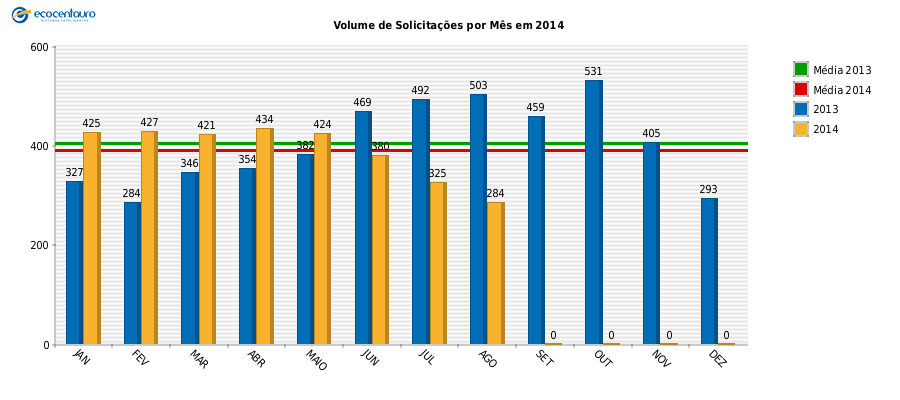 ecocentauro
Volume de Solicitações por Mês em 2014
600
400
200
0
327
425
284
427
346
421
354
434
382
424
469
380
492
325
503
284
459
0
531
0
405
0
293
0
JAN
FEV
MAR
ABR
MAIO
JUN
JUL
AGO
SET
OUT
NOV
DEZ
Média 2013
Média 2014
2013
2014